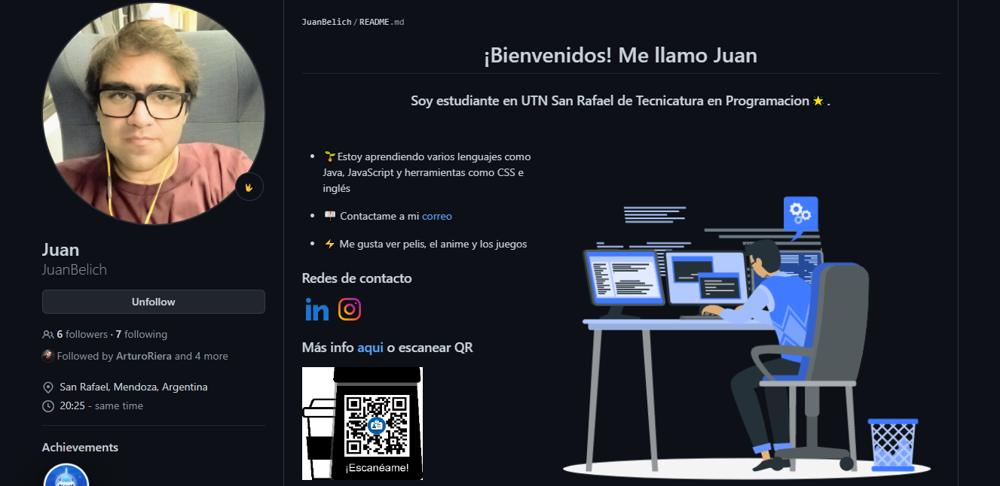 JuanBelich/README.md
¡Bienvenidos! Me llamo Juan
Soy estudiante en UTN San Rafael de Tecnicatura en Programacion .
Estoy aprendiendo varios lenguajes como
Java, JavaScript y herramientas como CSS e
inglés
Contactame a mi correo
Me gusta ver pelis, el anime y los juegos
Redes de contacto
in
Más info aqui o escanear QR
¡Escanéame!
Juan
JuanBelich
Unfollow
6 followers · 7 following
Followed by ArturoRiera and 4 more
San Rafael, Mendoza, Argentina
20:25 - same time
Achievements